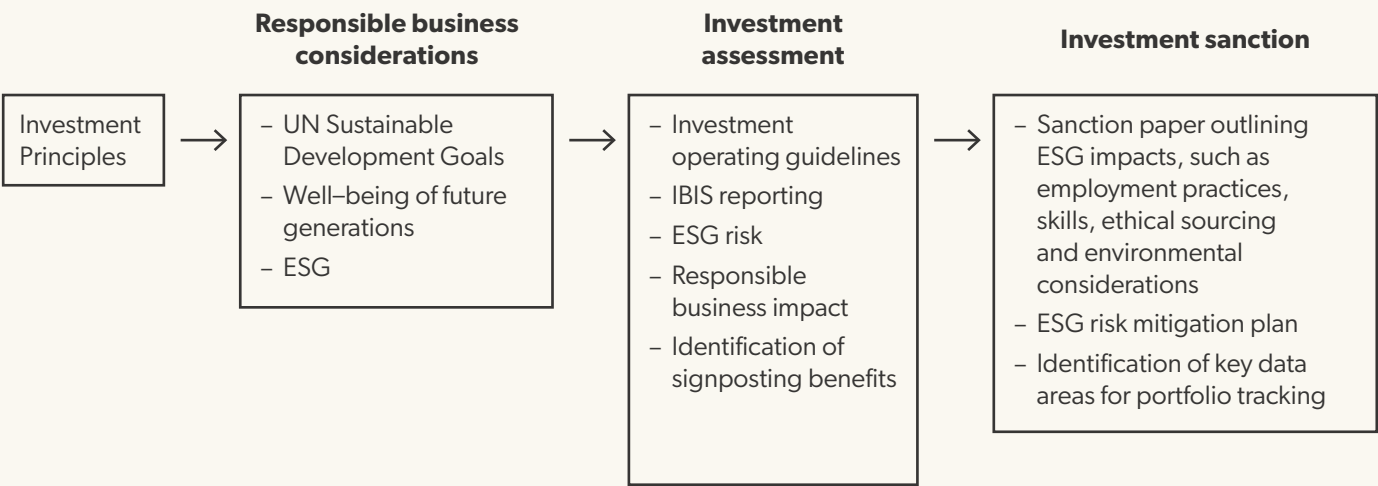 Responsible business
considerations
Investment
assessment
Investment sanction
Investment
Principles
– UN Sustainable
Development Goals
– Well–being of future
generations
– ESG
– Investment
operating guidelines
– IBIS reporting
– ESG risk
– Responsible
business impact
– Identification of
signposting benefits
– Sanction paper outlining
ESG impacts, such as
employment practices,
skills, ethical sourcing
and environmental
considerations
– ESG risk mitigation plan
– Identification of key data
areas for portfolio tracking